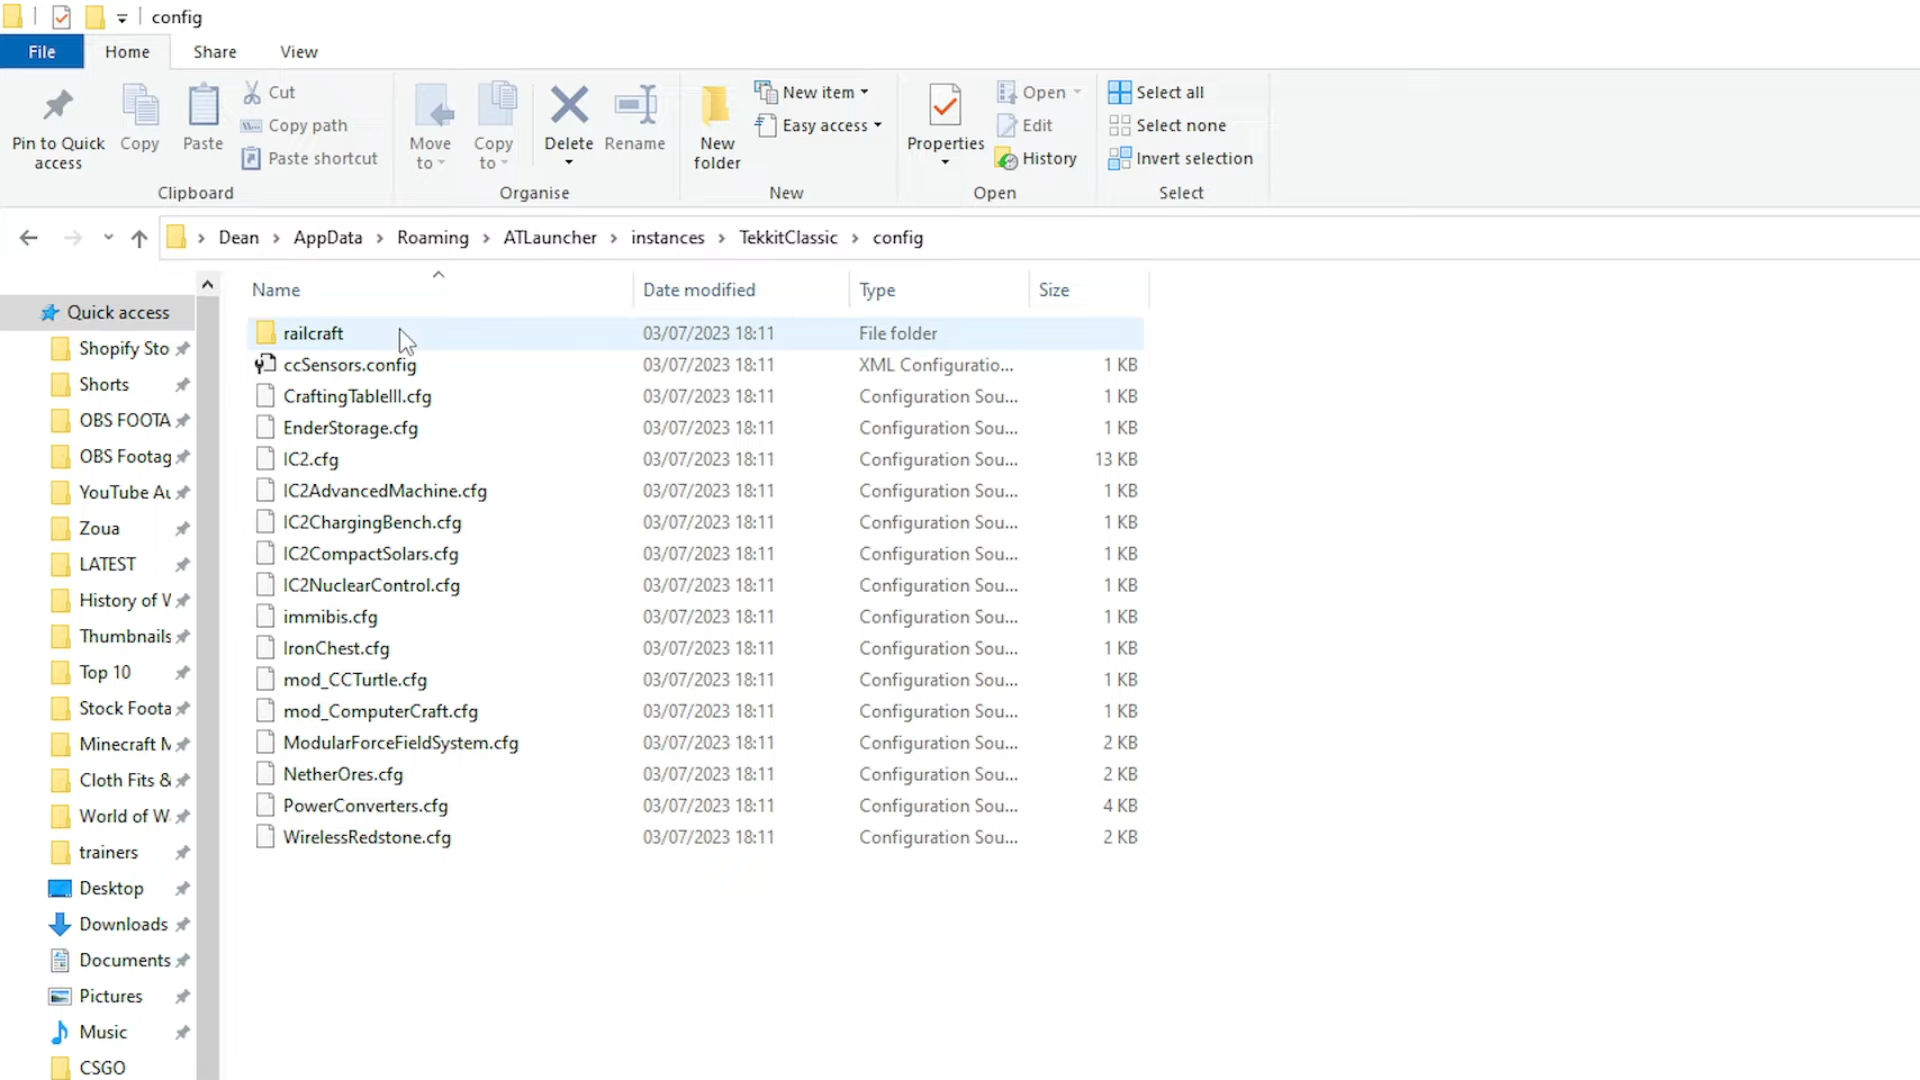 config
File Home Share View
Pin to Quick access
Copy
Paste
Cut
Copy path
Paste shortcut
Clipboard
Move to
Copy to
Delete
Rename
Organise
New folder
New item
Easy access
New
Properties
Open
Edit
History
Open
Select all
Select none
Invert selection
Select
Dean AppData Roaming ATLauncher instances TekkitClassic config
Name Date modified Type Size
Quick access
Shopify Sto
Shorts
OBS FOOTA
OBS Footag
YouTube Au
Zoua
LATEST
History of V
Thumbnails
Top 10
Stock Foota
Minecraft M
Cloth Fits &
World of W
trainers
Desktop
Downloads
Documents
Pictures
Music
CSGO
railcraft 03/07/2023 18:11 File folder
ccSensors.config 03/07/2023 18:11 XML Configuratio... 1 KB
CraftingTableIII.cfg 03/07/2023 18:11 Configuration Sou... 1 KB
EnderStorage.cfg 03/07/2023 18:11 Configuration Sou... 1 KB
IC2.cfg 03/07/2023 18:11 Configuration Sou... 13 KB
IC2AdvancedMachine.cfg 03/07/2023 18:11 Configuration Sou... 1 KB
IC2ChargingBench.cfg 03/07/2023 18:11 Configuration Sou... 1 KB
IC2CompactSolars.cfg 03/07/2023 18:11 Configuration Sou... 1 KB
IC2NuclearControl.cfg 03/07/2023 18:11 Configuration Sou... 1 KB
immibis.cfg 03/07/2023 18:11 Configuration Sou... 1 KB
IronChest.cfg 03/07/2023 18:11 Configuration Sou... 1 KB
mod_CCTurtle.cfg 03/07/2023 18:11 Configuration Sou... 1 KB
mod_ComputerCraft.cfg 03/07/2023 18:11 Configuration Sou... 1 KB
ModularForceFieldSystem.cfg 03/07/2023 18:11 Configuration Sou... 2 KB
NetherOres.cfg 03/07/2023 18:11 Configuration Sou... 2 KB
PowerConverters.cfg 03/07/2023 18:11 Configuration Sou... 4 KB
WirelessRedstone.cfg 03/07/2023 18:11 Configuration Sou... 2 KB